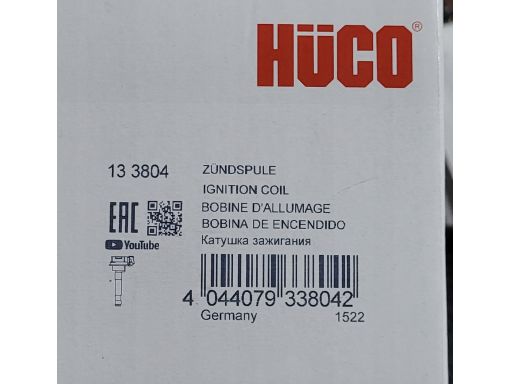 HÜCO®
13 3804
ZÜNDSPULE
IGNITION COIL
BOBINE D'ALLUMAGE
BOBINA DE ENCENDIDO
Катушка зажигания
EAC
YouTube
4 044079 338042
Germany 1522